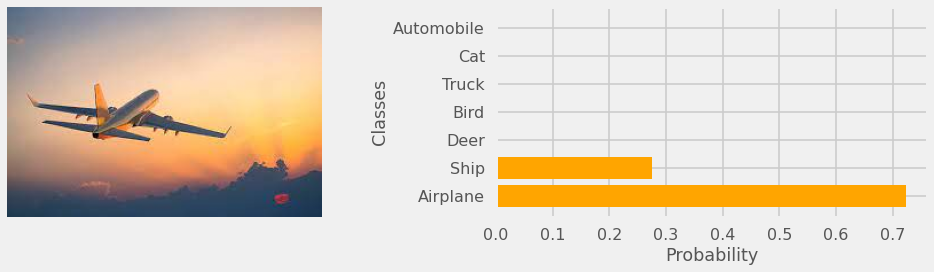 Automobile
Cat
Truck
Bird
Deer
Ship
Airplane
Classes
0.0 0.1 0.2 0.3 0.4 0.5 0.6 0.7
Probability